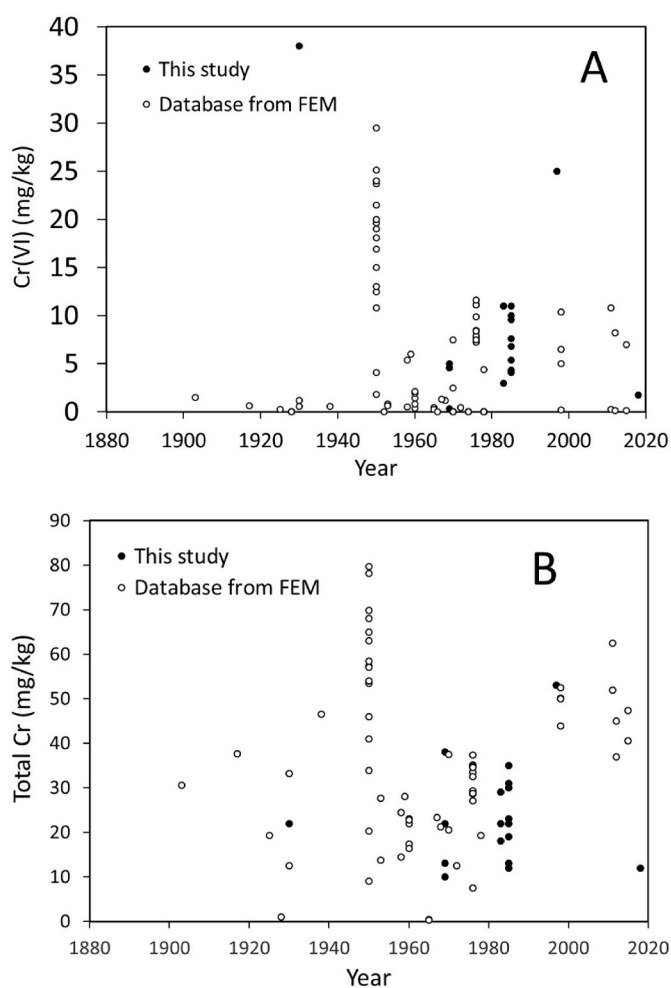 40
35
30
25
20
15
10
5
0
Cr(VI) (mg/kg)
This study
Database from FEM
A
1880 1900 1920 1940 1960 1980 2000 2020
Year
90
80
70
60
50
40
30
20
10
0
Total Cr (mg/kg)
This study
Database from FEM
B
1880 1900 1920 1940 1960 1980 2000 2020
Year